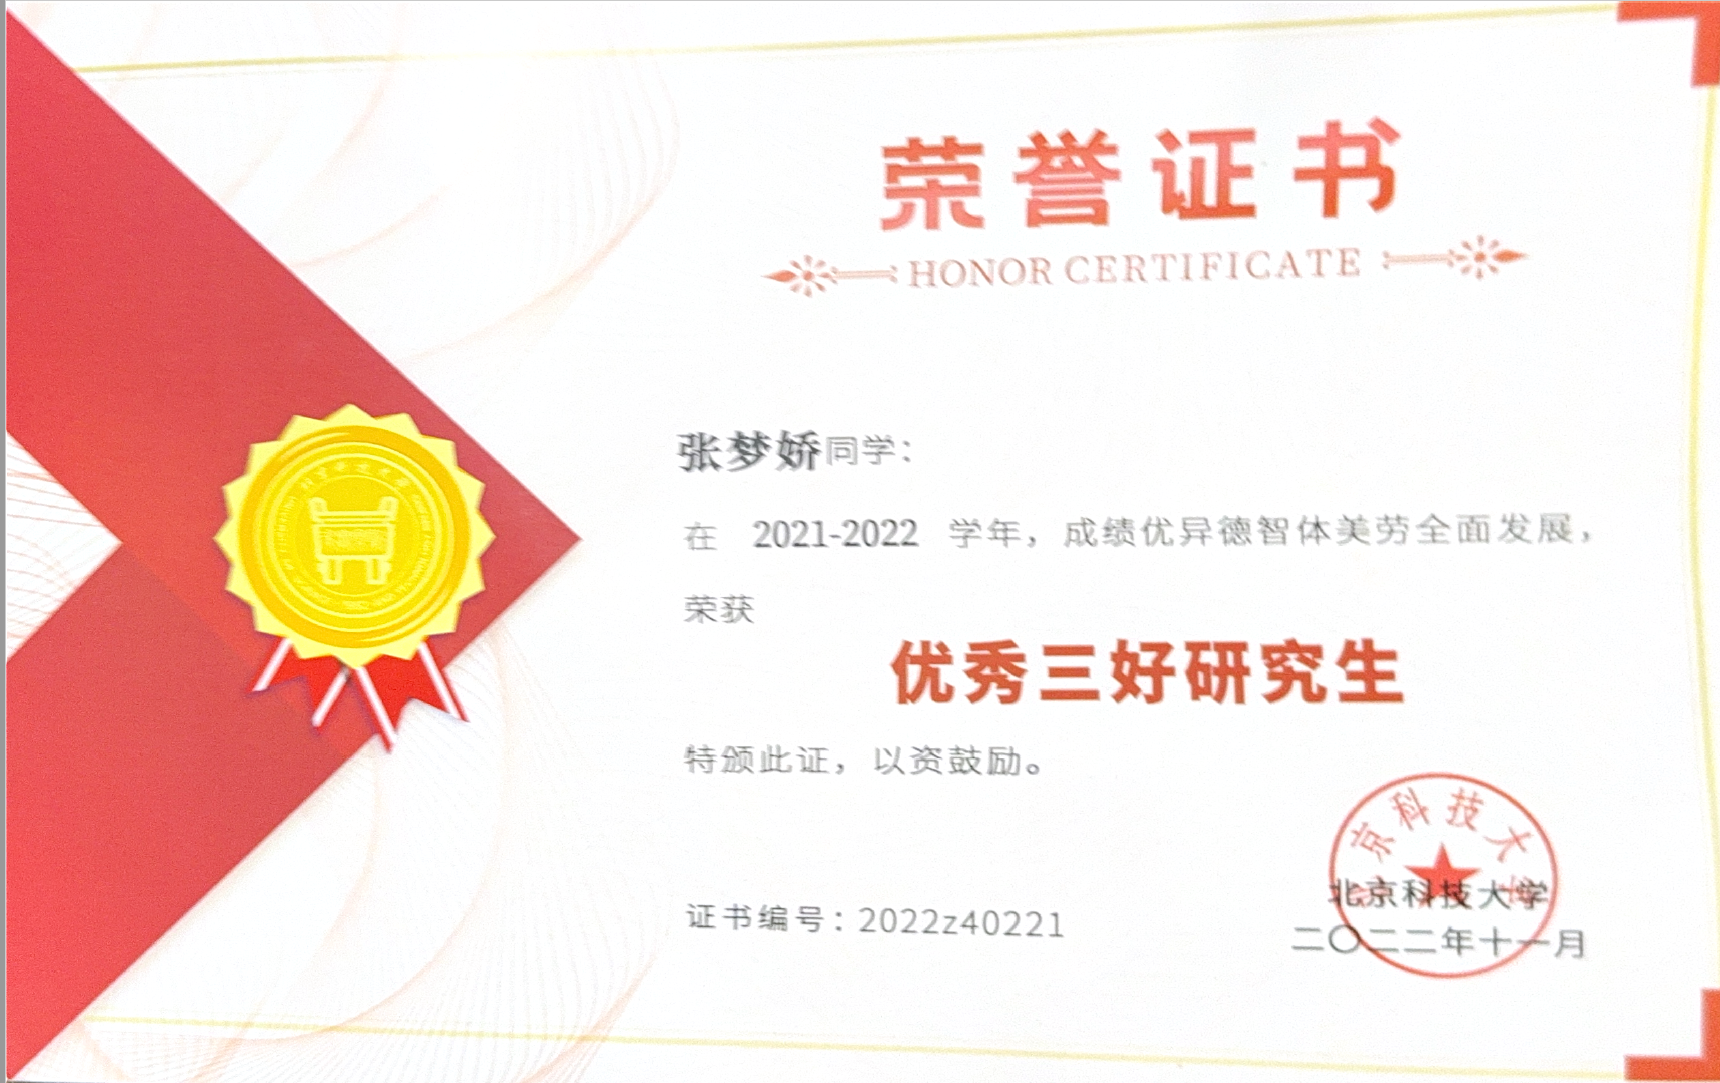 荣誉证书
HONOR CERTIFICATE
张梦娇同学：
在 2021-2022 学年，成绩优异德智体美劳全面发展，
荣获
优秀三好研究生
特颁此证，以资鼓励。
证书编号：2022z40221
京科技大
北京科技大学
二〇二二年十一月